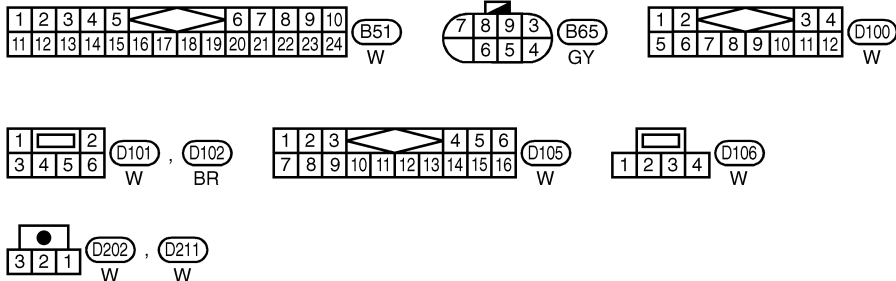 1 2 3 4 5 6 7 8 9 10
11 12 13 14 15 16 17 18 19 20 21 22 23 24
B51
W
7 8 9 3
6 5 4
B65
GY
1 2 3 4
5 6 7 8 9 10 11 12
D100
W
1 2
3 4 5 6
D101 , D102
W BR
1 2 3 4 5 6
7 8 9 10 11 12 13 14 15 16
D105
W
1 2 3 4
D106
W
3 2 1
D202 , D211
W W